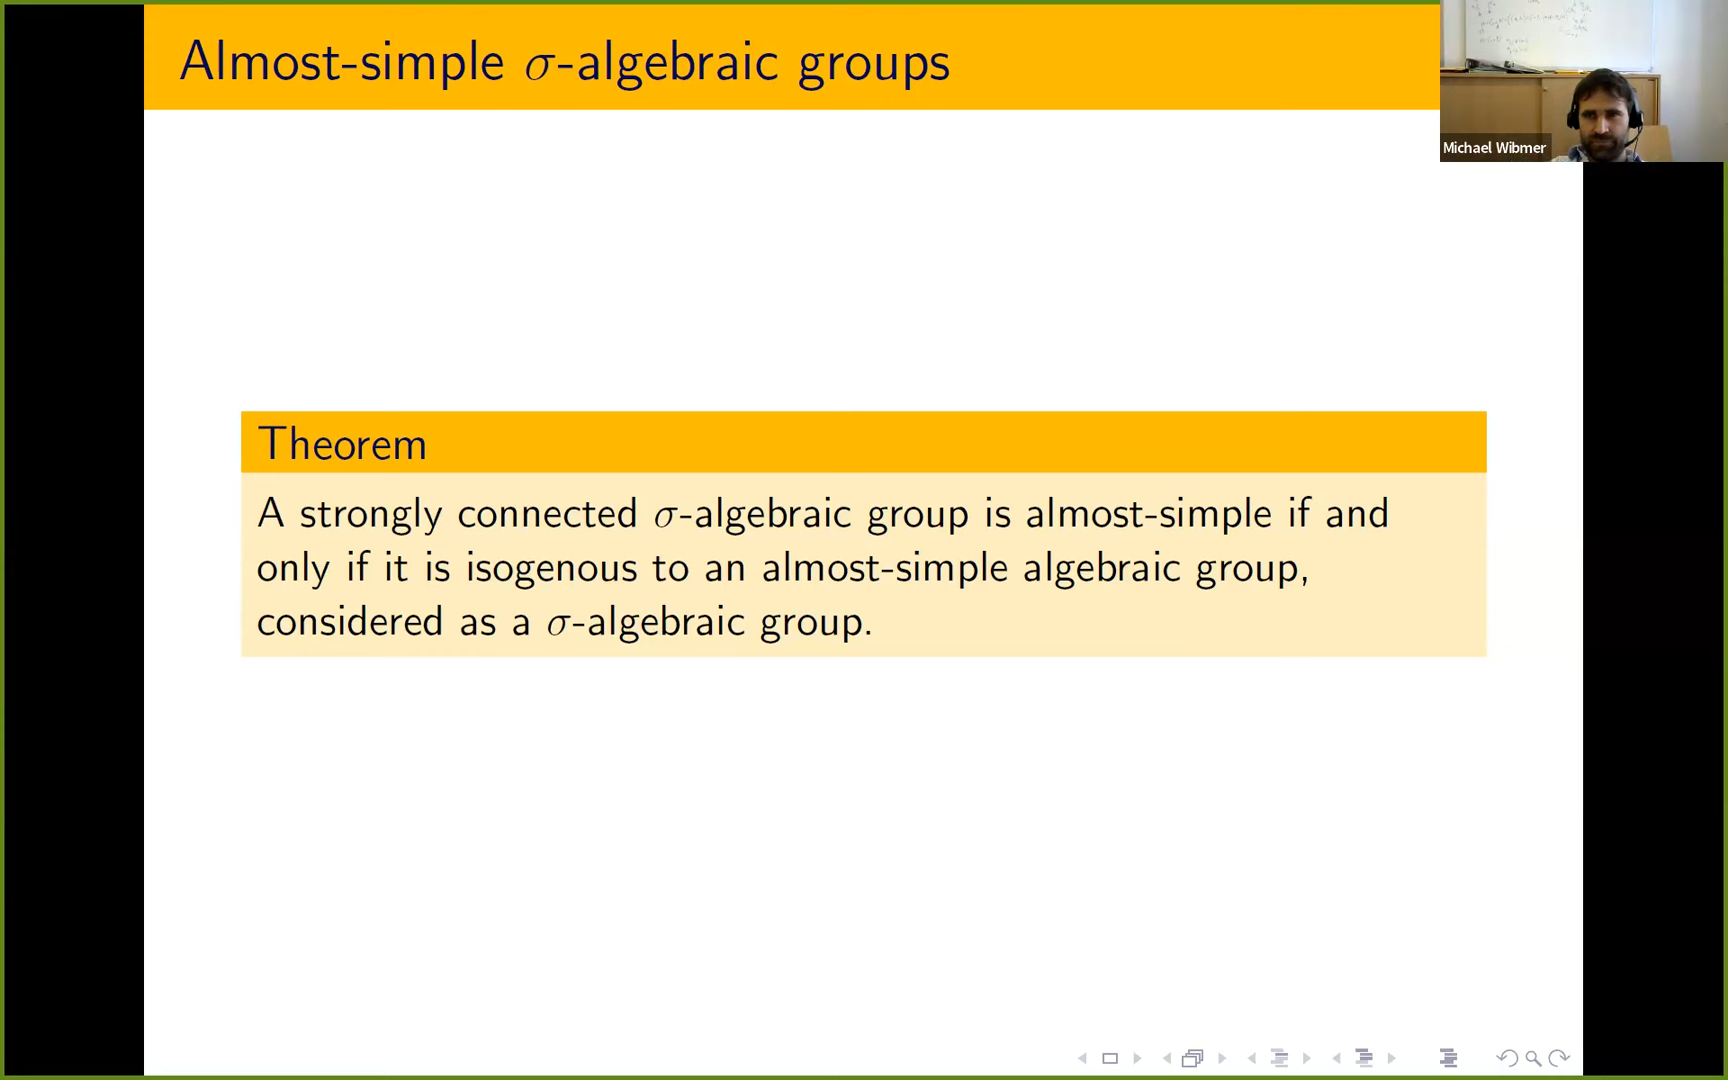 Almost-simple σ-algebraic groups
Michael Wibmer
Theorem
A strongly connected σ-algebraic group is almost-simple if and
only if it is isogenous to an almost-simple algebraic group,
considered as a σ-algebraic group.